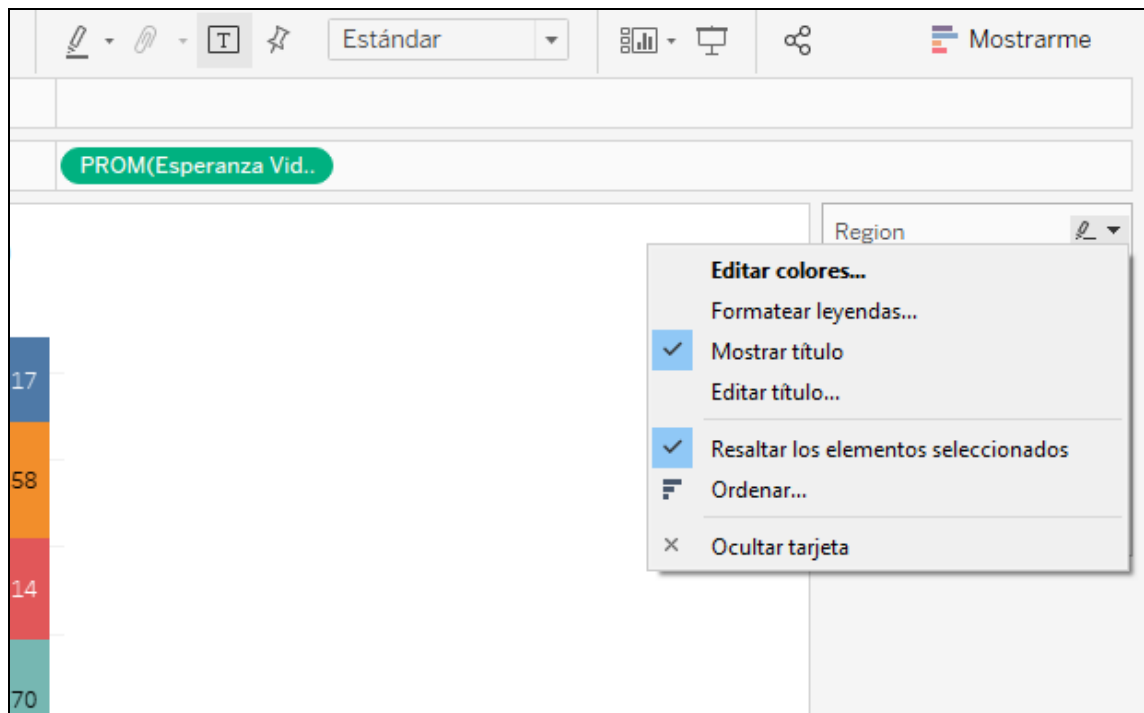 T
Estándar
Mostrarme
PROM(Esperanza Vid..
Region
Editar colores...
Formatear leyendas...
Mostrar título
Editar título...
Resaltar los elementos seleccionados
Ordenar...
Ocultar tarjeta
17
58
14
70